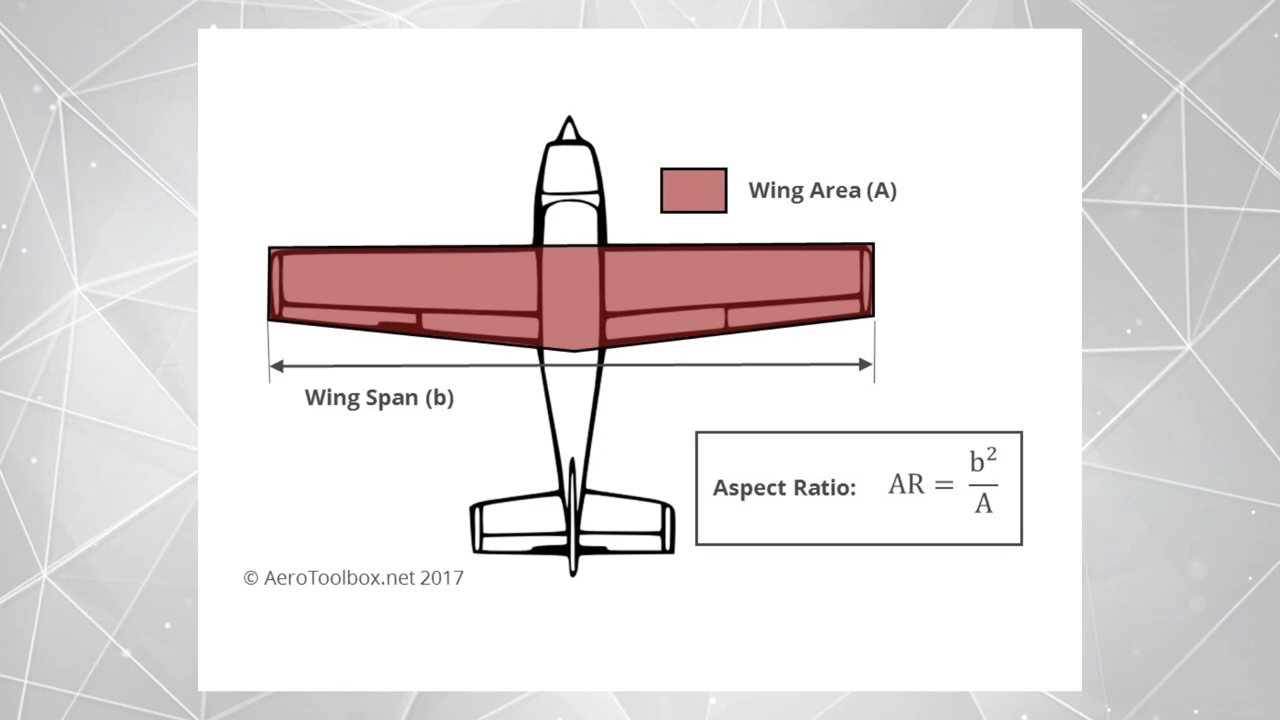 Wing Area (A)
Wing Span (b)
Aspect Ratio: AR = b²/A
© AeroToolbox.net 2017